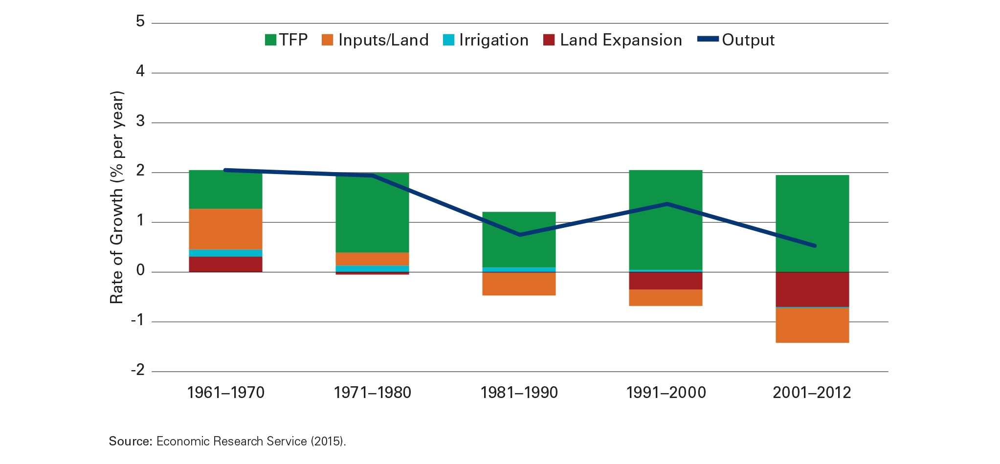 5
TFP Inputs/Land Irrigation Land Expansion Output
4
3
2
1
0
-1
-2
Rate of Growth (% per year)
1961–1970 1971–1980 1981–1990 1991–2000 2001–2012
Source: Economic Research Service (2015).